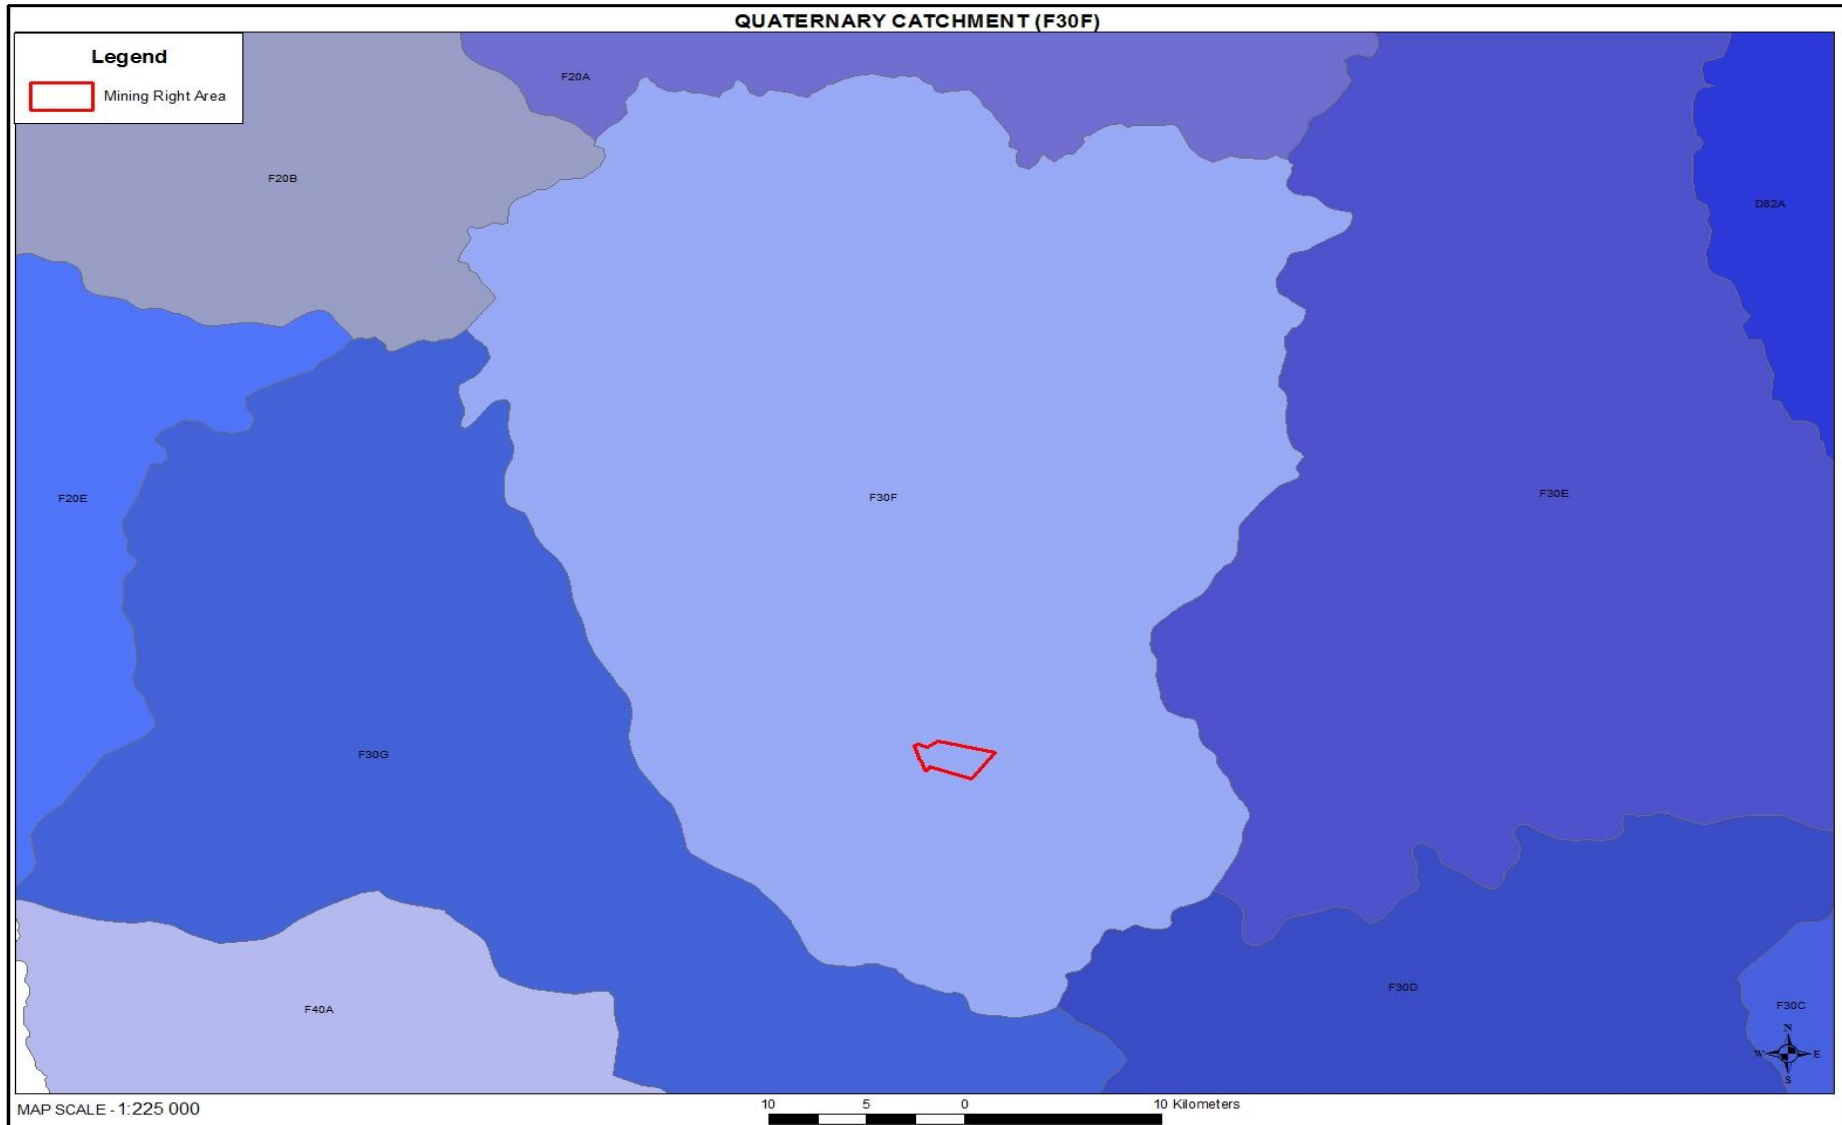 QUATERNARY CATCHMENT (F30F)
Legend
Mining Right Area
F20A
F20B
D82A
F20E
F30F
F30E
F30G
F30D
F40A
F30C
N
W E
S
MAP SCALE - 1:225 000
10 5 0 10 Kilometers